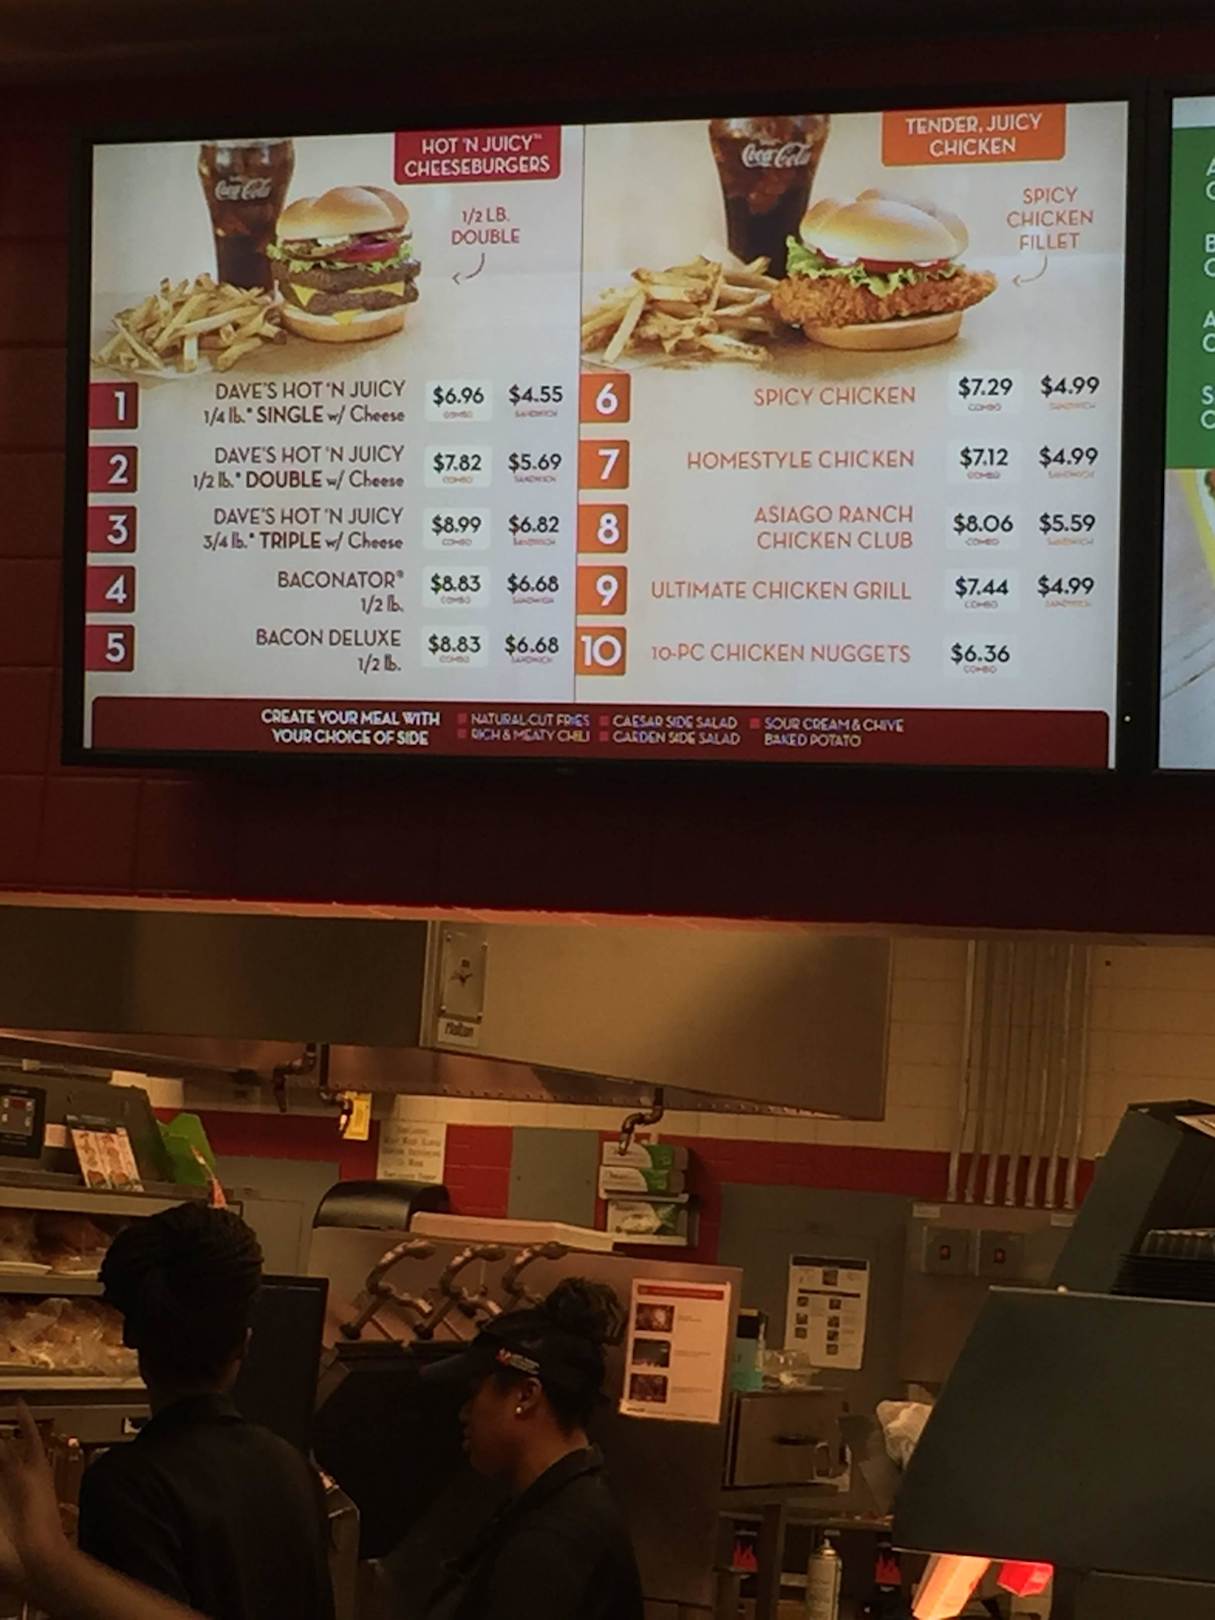 HOT 'N JUICY™
CHEESEBURGERS
Coca-Cola
1/2 LB.
DOUBLE
1 DAVE'S HOT 'N JUICY
1/4 lb.* SINGLE w/ Cheese
$6.96 $4.55
COMBO SANDWICH
2 DAVE'S HOT 'N JUICY
1/2 lb.* DOUBLE w/ Cheese
$7.82 $5.69
COMBO SANDWICH
3 DAVE'S HOT 'N JUICY
3/4 lb.* TRIPLE w/ Cheese
$8.99 $6.82
COMBO SANDWICH
4 BACONATOR®
1/2 lb.
$8.83 $6.68
COMBO SANDWICH
5 BACON DELUXE
1/2 lb.
$8.83 $6.68
COMBO SANDWICH
TENDER, JUICY
CHICKEN
Coca-Cola
SPICY
CHICKEN
FILLET
6 SPICY CHICKEN $7.29 $4.99
COMBO SANDWICH
7 HOMESTYLE CHICKEN $7.12 $4.99
COMBO SANDWICH
8 ASIAGO RANCH
CHICKEN CLUB
$8.06 $5.59
COMBO SANDWICH
9 ULTIMATE CHICKEN GRILL $7.44 $4.99
COMBO SANDWICH
10 10-PC CHICKEN NUGGETS $6.36
COMBO
CREATE YOUR MEAL WITH
YOUR CHOICE OF SIDE
NATURAL-CUT FRIES
RICH & MEATY CHILI
CAESAR SIDE SALAD
GARDEN SIDE SALAD
SOUR CREAM & CHIVE
BAKED POTATO